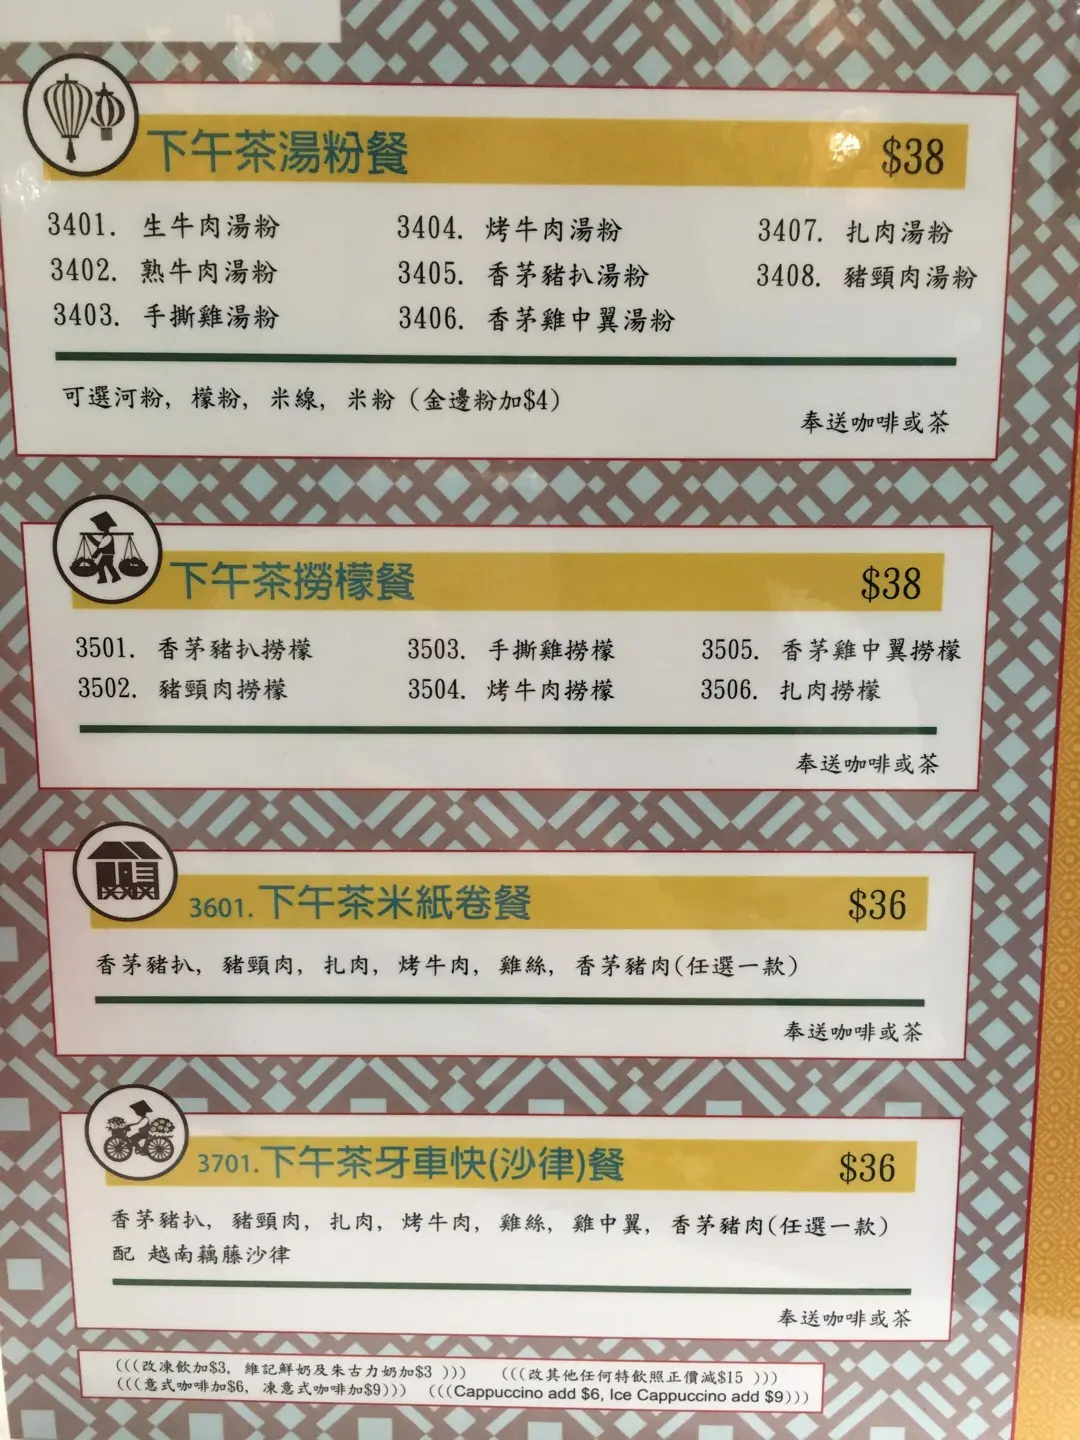 下午茶湯粉餐 $38
3401. 生牛肉湯粉 3404. 烤牛肉湯粉 3407. 扎肉湯粉
3402. 熟牛肉湯粉 3405. 香茅豬扒湯粉 3408. 豬頸肉湯粉
3403. 手撕雞湯粉 3406. 香茅雞中翼湯粉
可選河粉, 檬粉, 米線, 米粉 (金邊粉加$4)
奉送咖啡或茶
下午茶撈檬餐 $38
3501. 香茅豬扒撈檬 3503. 手撕雞撈檬 3505. 香茅雞中翼撈檬
3502. 豬頸肉撈檬 3504. 烤牛肉撈檬 3506. 扎肉撈檬
奉送咖啡或茶
3601. 下午茶米紙卷餐 $36
香茅豬扒, 豬頸肉, 扎肉, 烤牛肉, 雞絲, 香茅豬肉(任選一款)
奉送咖啡或茶
3701. 下午茶牙車快(沙律)餐 $36
香茅豬扒, 豬頸肉, 扎肉, 烤牛肉, 雞絲, 雞中翼, 香茅豬肉(任選一款)
配 越南藕藤沙律
奉送咖啡或茶
(((改凍飲加$3, 維記鮮奶及朱古力奶加$3 ))) (((改其他任何特飲照正價減$15 )))
(((意式咖啡加$6, 凍意式咖啡加$9))) (((Cappuccino add $6, Ice Cappuccino add $9)))